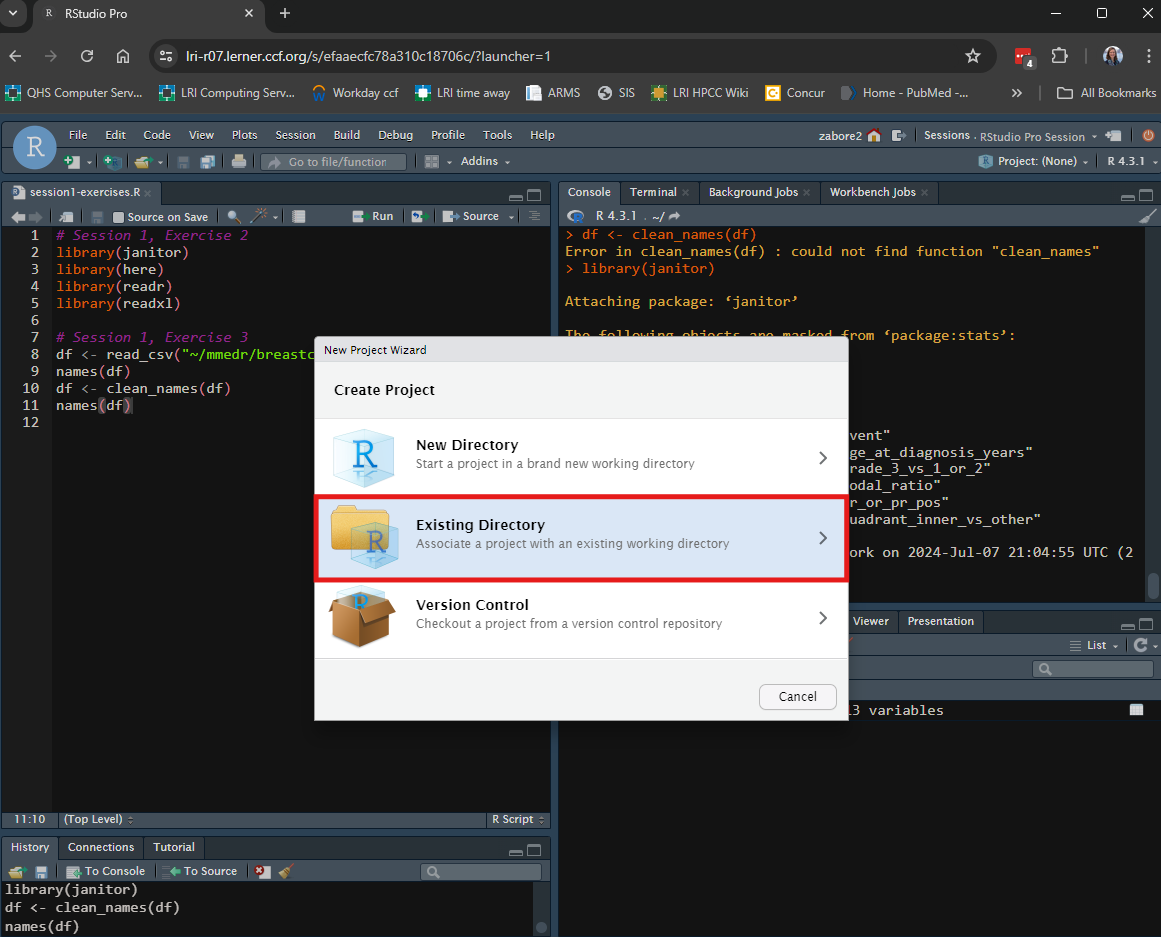 RStudio Pro
lri-r07.lerner.ccf.org/s/efaaecfc78a310c18706c/?launcher=1
4
QHS Computer Serv... LRI Computing Serv... Workday ccf LRI time away ARMS SIS LRI HPCC Wiki Concur Home - PubMed -... All Bookmarks
R
File Edit Code View Plots Session Build Debug Profile Tools Help
zabore2 Sessions RStudio Pro Session
Go to file/function Addins
Project: (None) R 4.3.1
session1-exercises.R
Source on Save Run Source
1 # Session 1, Exercise 2
2 library(janitor)
3 library(here)
4 library(readr)
5 library(readxl)
6
7 # Session 1, Exercise 3
8 df <- read_csv("~/mmedr/breastc
9 names(df)
10 df <- clean_names(df)
11 names(df)
12
11:10 (Top Level) R Script
Console Terminal Background Jobs Workbench Jobs
R 4.3.1 . ~/
> df <- clean_names(df)
Error in clean_names(df) : could not find function "clean_names"
> library(janitor)
Attaching package: ‘janitor’
The following objects are masked from ‘package:stats’:
vent"
ge_at_diagnosis_years"
rade_3_vs_1_or_2"
odal_ratio"
r_or_pr_pos"
uadrant_inner_vs_other"
ork on 2024-Jul-07 21:04:55 UTC (2
New Project Wizard
Create Project
R
New Directory
Start a project in a brand new working directory
R
Existing Directory
Associate a project with an existing working directory
R
Version Control
Checkout a project from a version control repository
Cancel
Viewer Presentation
List
13 variables
History Connections Tutorial
To Console To Source
library(janitor)
df <- clean_names(df)
names(df)